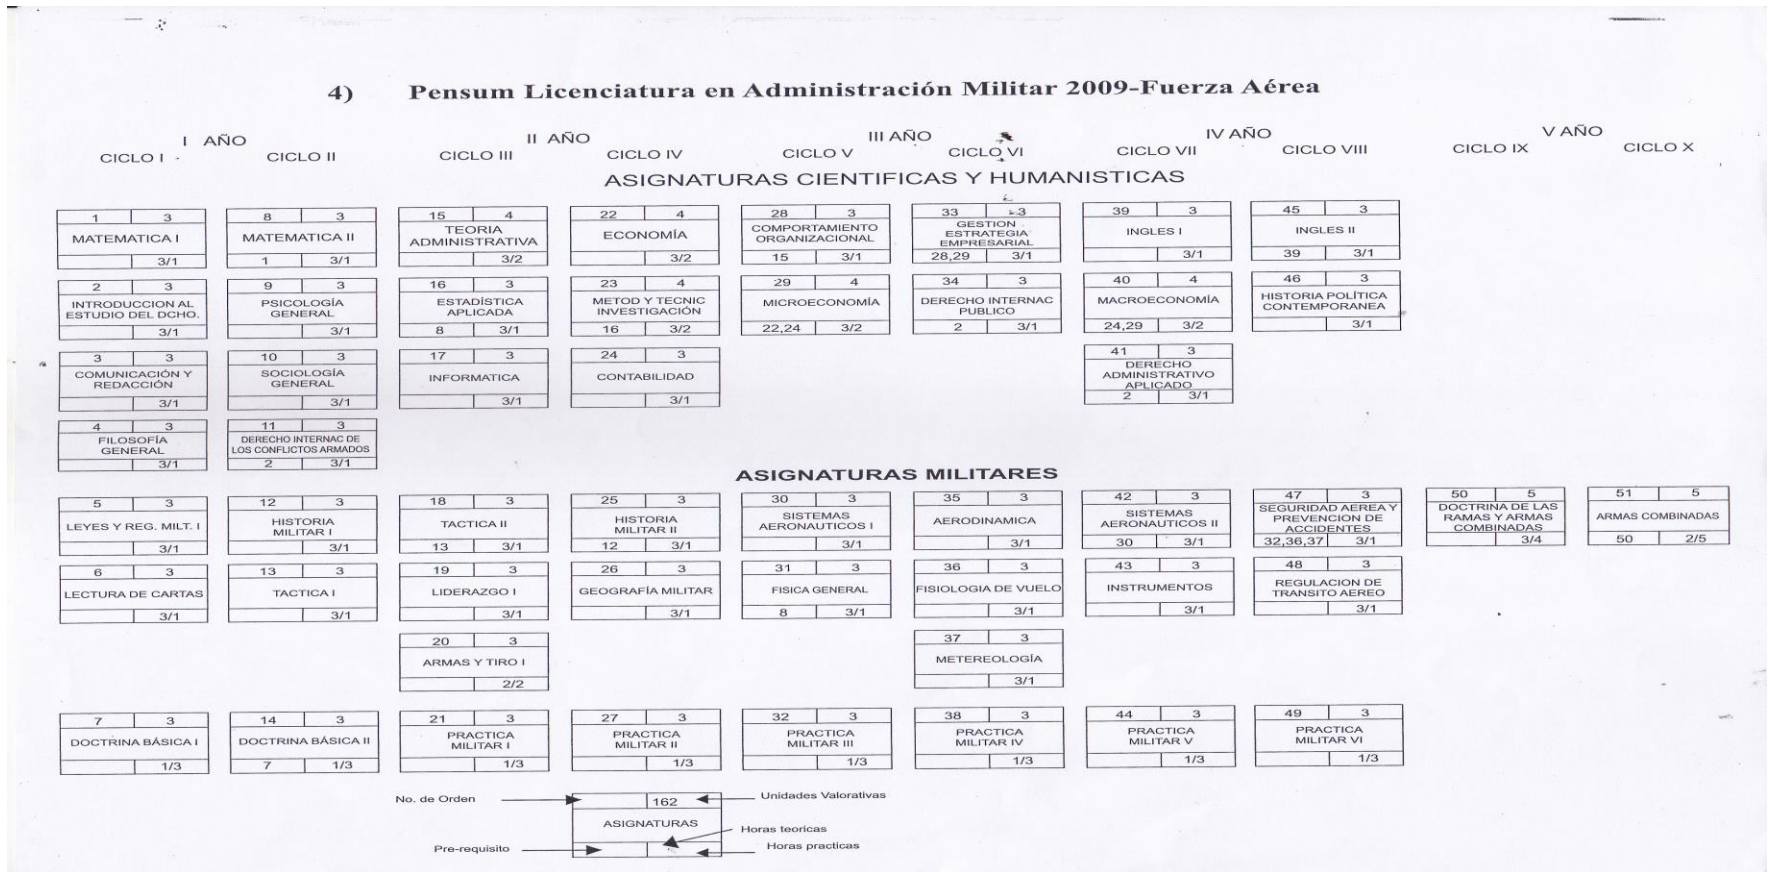 4) Pensum Licenciatura en Administración Militar 2009-Fuerza Aérea
I AÑO II AÑO III AÑO IV AÑO V AÑO
CICLO I CICLO II CICLO III CICLO IV CICLO V CICLO VI CICLO VII CICLO VIII CICLO IX CICLO X
ASIGNATURAS CIENTIFICAS Y HUMANISTICAS
1 3
MATEMATICA I
3/1
8 3
MATEMATICA II
1 3/1
15 4
TEORIA
ADMINISTRATIVA
3/2
22 4
ECONOMÍA
3/2
28 3
COMPORTAMIENTO
ORGANIZACIONAL
15 3/1
33 3
GESTION
ESTRATEGIA
EMPRESARIAL
28,29 3/1
39 3
INGLES I
3/1
45 3
INGLES II
39 3/1
2 3
INTRODUCCION AL
ESTUDIO DEL DCHO.
3/1
9 3
PSICOLOGÍA
GENERAL
3/1
16 3
ESTADÍSTICA
APLICADA
8 3/1
23 4
METOD Y TECNIC
INVESTIGACIÓN
16 3/2
29 4
MICROECONOMÍA
22,24 3/2
34 3
DERECHO INTERNAC
PUBLICO
2 3/1
40 4
MACROECONOMÍA
24,29 3/2
46 3
HISTORIA POLÍTICA
CONTEMPORANEA
3/1
3 3
COMUNICACIÓN Y
REDACCIÓN
3/1
10 3
SOCIOLOGÍA
GENERAL
3/1
17 3
INFORMATICA
3/1
24 3
CONTABILIDAD
3/1
41 3
DERECHO
ADMINISTRATIVO
APLICADO
2 3/1
4 3
FILOSOFÍA
GENERAL
3/1
11 3
DERECHO INTERNAC DE
LOS CONFLICTOS ARMADOS
2 3/1
ASIGNATURAS MILITARES
5 3
LEYES Y REG. MILT. I
3/1
12 3
HISTORIA
MILITAR I
3/1
18 3
TACTICA II
13 3/1
25 3
HISTORIA
MILITAR II
12 3/1
30 3
SISTEMAS
AERONAUTICOS I
3/1
35 3
AERODINAMICA
3/1
42 3
SISTEMAS
AERONAUTICOS II
30 3/1
47 3
SEGURIDAD AEREA Y
PREVENCION DE
ACCIDENTES
32,36,37 3/1
50 5
DOCTRINA DE LAS
RAMAS Y ARMAS
COMBINADAS
3/4
51 5
ARMAS COMBINADAS
50 2/5
6 3
LECTURA DE CARTAS
3/1
13 3
TACTICA I
3/1
19 3
LIDERAZGO I
3/1
26 3
GEOGRAFÍA MILITAR
3/1
31 3
FISICA GENERAL
8 3/1
36 3
FISIOLOGIA DE VUELO
3/1
43 3
INSTRUMENTOS
3/1
48 3
REGULACION DE
TRANSITO AEREO
3/1
20 3
ARMAS Y TIRO I
2/2
37 3
METEREOLOGÍA
3/1
7 3
DOCTRINA BÁSICA I
1/3
14 3
DOCTRINA BÁSICA II
7 1/3
21 3
PRACTICA
MILITAR I
1/3
27 3
PRACTICA
MILITAR II
1/3
32 3
PRACTICA
MILITAR III
1/3
38 3
PRACTICA
MILITAR IV
1/3
44 3
PRACTICA
MILITAR V
1/3
49 3
PRACTICA
MILITAR VI
1/3
No. de Orden 162 Unidades Valorativas
ASIGNATURAS
Horas teoricas
Pre-requisito Horas practicas